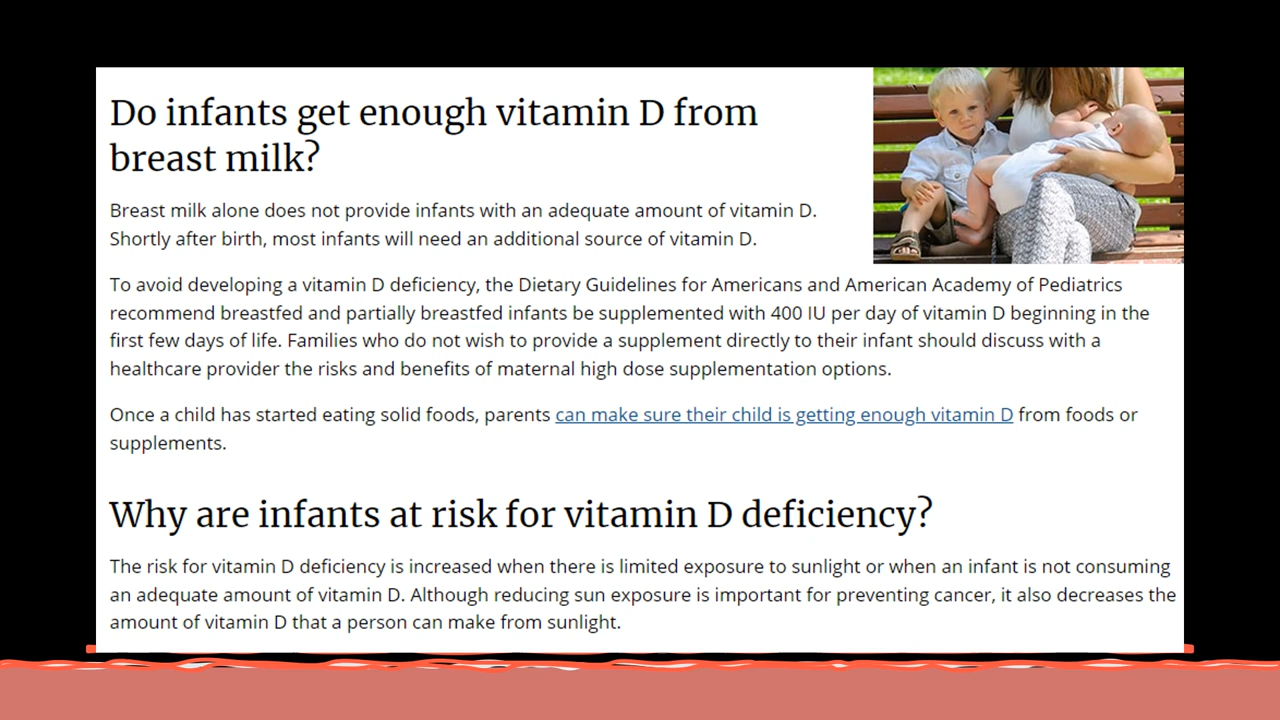 Do infants get enough vitamin D from
breast milk?
Breast milk alone does not provide infants with an adequate amount of vitamin D.
Shortly after birth, most infants will need an additional source of vitamin D.
To avoid developing a vitamin D deficiency, the Dietary Guidelines for Americans and American Academy of Pediatrics
recommend breastfed and partially breastfed infants be supplemented with 400 IU per day of vitamin D beginning in the
first few days of life. Families who do not wish to provide a supplement directly to their infant should discuss with a
healthcare provider the risks and benefits of maternal high dose supplementation options.
Once a child has started eating solid foods, parents can make sure their child is getting enough vitamin D from foods or
supplements.
Why are infants at risk for vitamin D deficiency?
The risk for vitamin D deficiency is increased when there is limited exposure to sunlight or when an infant is not consuming
an adequate amount of vitamin D. Although reducing sun exposure is important for preventing cancer, it also decreases the
amount of vitamin D that a person can make from sunlight.